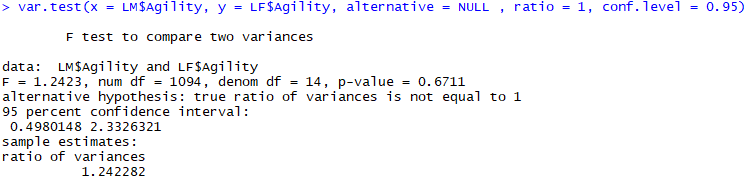 > var.test(x = LM$Agility, y = LF$Agility, alternative = NULL , ratio = 1, conf.level = 0.95)
F test to compare two variances
data:  LM$Agility and LF$Agility
F = 1.2423, num df = 1094, denom df = 14, p-value = 0.6711
alternative hypothesis: true ratio of variances is not equal to 1
95 percent confidence interval:
0.4980148 2.3326321
sample estimates:
ratio of variances
1.242282